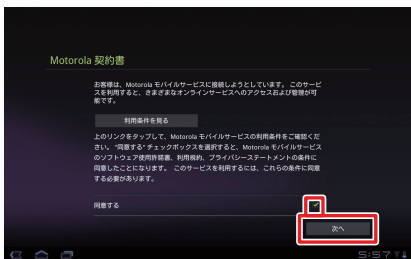 Motorola 契約書
お客様は、Motorola モバイルサービスに接続しようとしています。 このサービ
スを利用すると、さまざまなオンラインサービスへのアクセスおよび管理が可
能です。
利用条件を見る
上のリンクをタップして、Motorola モバイルサービスの利用条件をご確認くだ
さい。 "同意する" チェックボックスを選択すると、Motorola モバイルサービス
のソフトウェア使用許諾書、利用規約、プライバシーステートメントの条件に
同意したことになります。 このサービスを利用するには、これらの条件に同意
する必要があります。
同意する
次へ
5:57